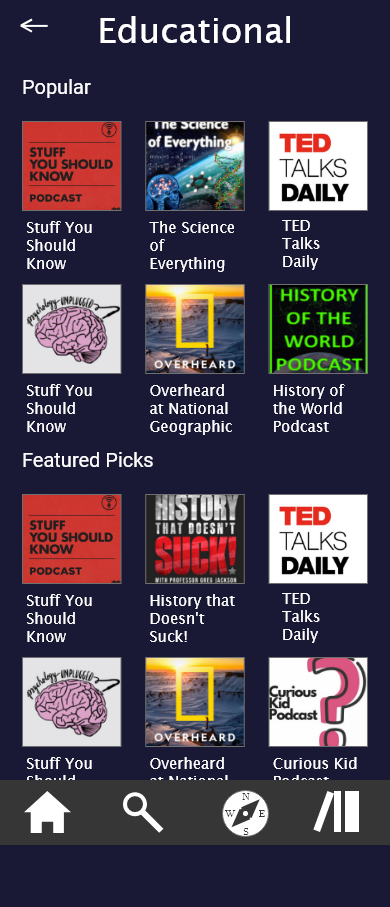 Educational
Popular
STUFF
YOU SHOULD
KNOW
PODCAST
The Science
of Everything
TED
TALKS
DAILY
Stuff You
Should
Know
The Science
of
Everything
TED
Talks
Daily
Psychology UNPLUGGED
OVERHEARD
HISTORY
OF THE
WORLD
PODCAST
Stuff You
Should
Know
Overheard
at National
Geographic
History of
the World
Podcast
Featured Picks
STUFF
YOU SHOULD
KNOW
PODCAST
HISTORY
THAT DOESN'T
SUCK!
WITH PROFESSOR GREG JACKSON
TED
TALKS
DAILY
Stuff You
Should
Know
History that
Doesn't
Suck!
TED
Talks
Daily
Psychology UNPLUGGED
OVERHEARD
Curious
Kid
Podcast
Stuff You
Should
Overheard
at National
Curious Kid
Podcast
N
W E
S